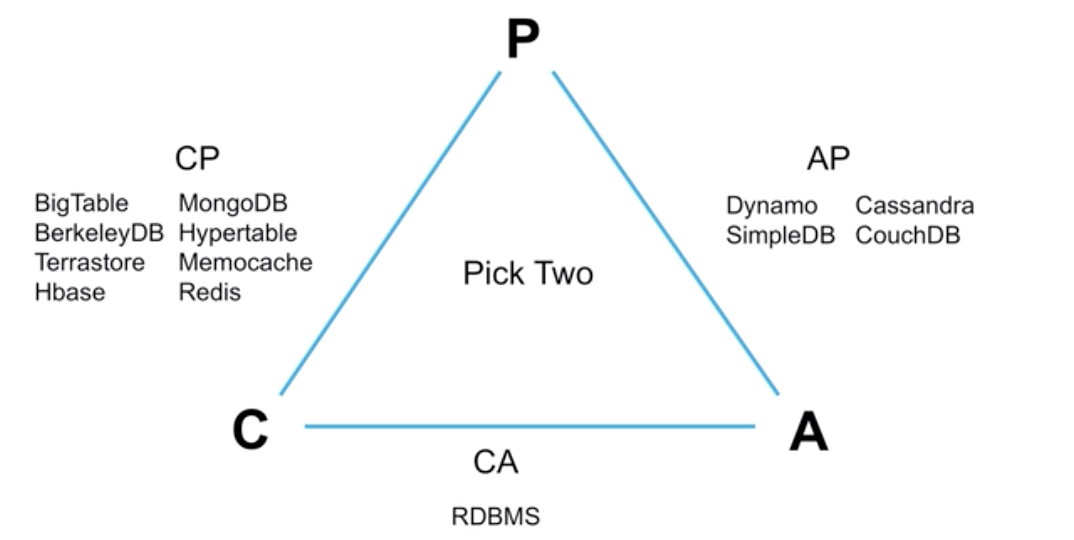 P
CP
BigTable MongoDB
BerkeleyDB Hypertable
Terrastore Memocache
Hbase Redis
AP
Dynamo Cassandra
SimpleDB CouchDB
Pick Two
C
A
CA
RDBMS